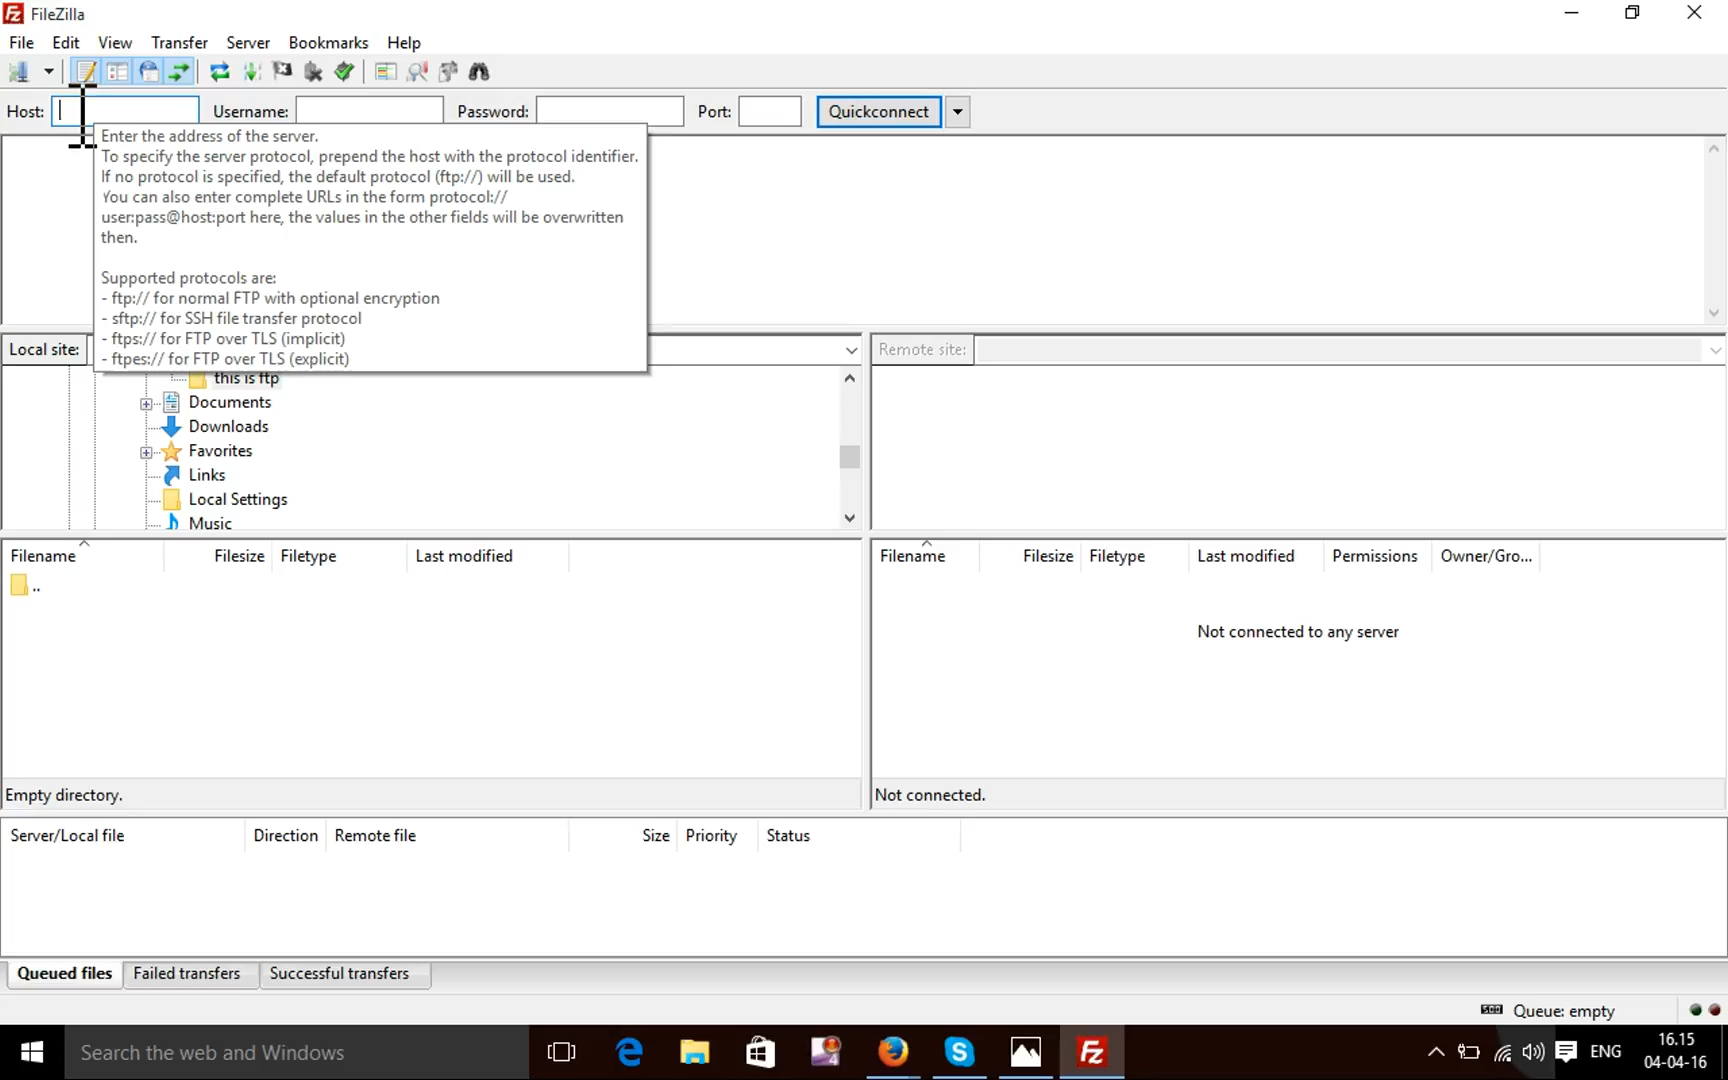 FileZilla
File Edit View Transfer Server Bookmarks Help
Host: Username: Password: Port: Quickconnect
Enter the address of the server.
To specify the server protocol, prepend the host with the protocol identifier.
If no protocol is specified, the default protocol (ftp://) will be used.
You can also enter complete URLs in the form protocol://
user:pass@host:port here, the values in the other fields will be overwritten
then.
Supported protocols are:
- ftp:// for normal FTP with optional encryption
- sftp:// for SSH file transfer protocol
- ftps:// for FTP over TLS (implicit)
- ftpes:// for FTP over TLS (explicit)
Local site:
Remote site:
this is ftp
Documents
Downloads
Favorites
Links
Local Settings
Music
Filename Filesize Filetype Last modified
..
Empty directory.
Filename Filesize Filetype Last modified Permissions Owner/Gro...
Not connected to any server
Not connected.
Server/Local file Direction Remote file Size Priority Status
Queued files Failed transfers Successful transfers
Queue: empty
Search the web and Windows
ENG
16.15
04-04-16